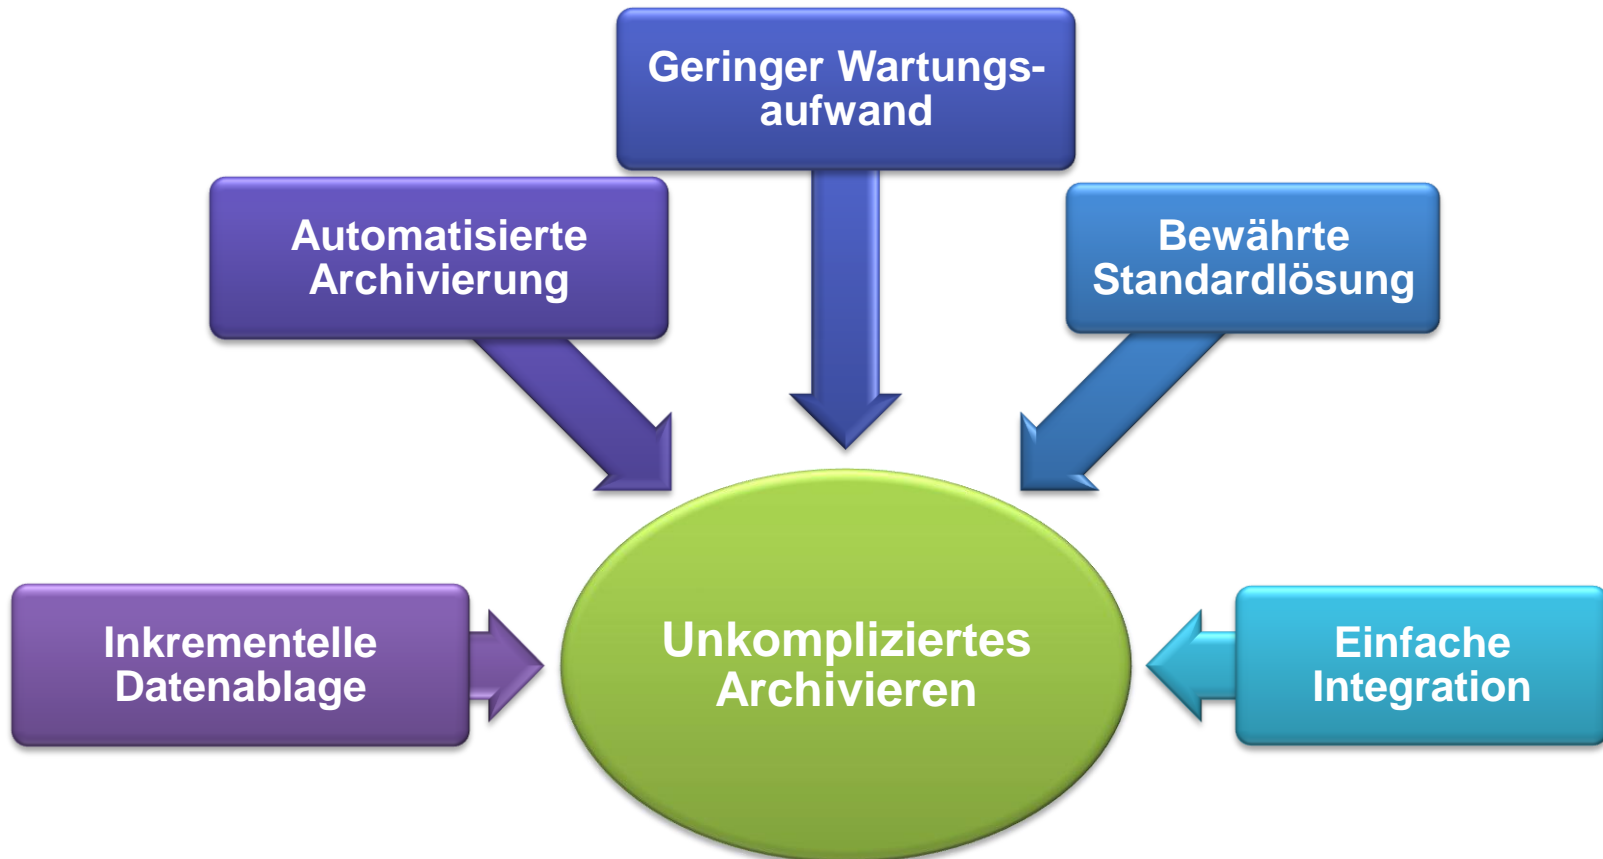 Geringer Wartungs-
aufwand
Automatisierte
Archivierung
Bewährte
Standardlösung
Inkrementelle
Datenablage
Unkompliziertes
Archivieren
Einfache
Integration